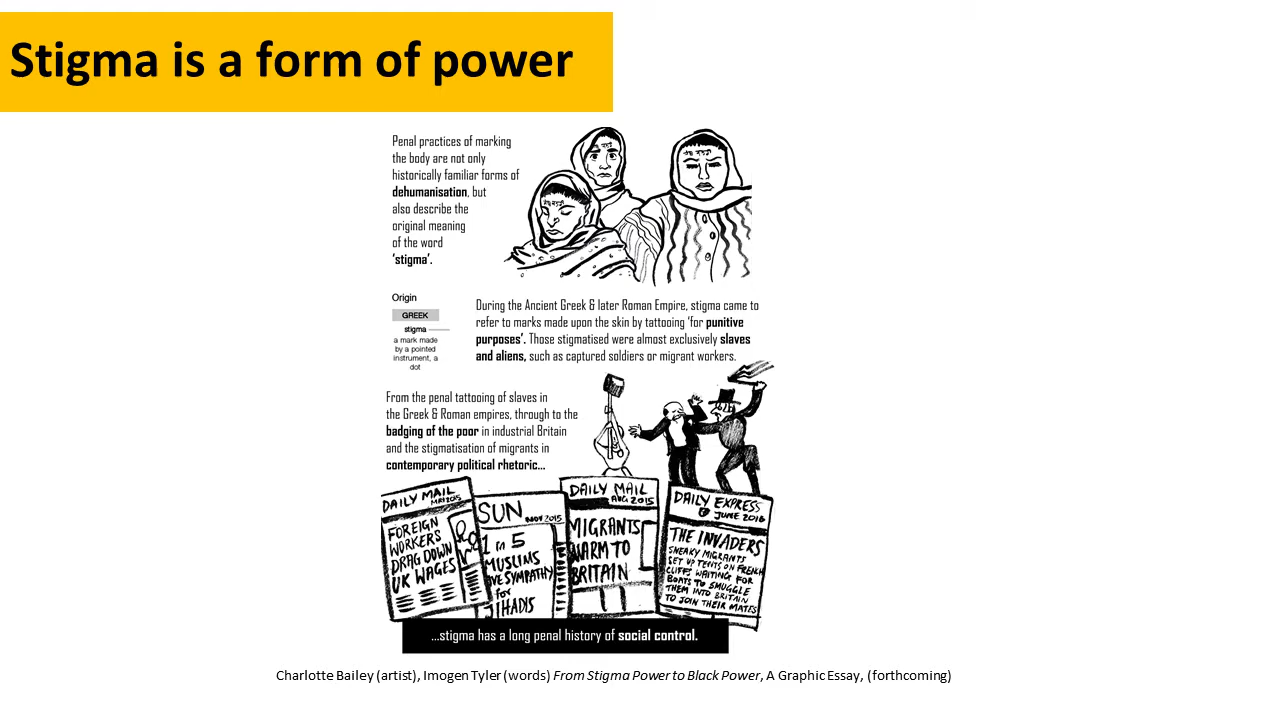 Stigma is a form of power
Penal practices of marking
the body are not only
historically familiar forms of
dehumanisation, but
also describe the
original meaning
of the word
‘stigma’.
Origin
GREEK
stigma
a mark made
by a pointed
instrument, a
dot
During the Ancient Greek & later Roman Empire, stigma came to
refer to marks made upon the skin by tattooing ‘for punitive
purposes’. Those stigmatised were almost exclusively slaves
and aliens, such as captured soldiers or migrant workers.
From the penal tattooing of slaves in
the Greek & Roman empires, through to the
badging of the poor in industrial Britain
and the stigmatisation of migrants in
contemporary political rhetoric...
DAILY MAIL
2015
FOREIGN
WORKERS
DRAG DOWN
UK WAGES
SUN
NOV 2015
1 in 5
MUSLIMS
SYMPATHY
for
JIHADIS
DAILY MAIL
AUG 2015
MIGRANTS
WARM TO
BRITAIN
DAILY EXPRESS
JUNE 2016
THE INVADERS
SNEAKY MIGRANTS
SET UP TENTS ON FRENCH
CLIFFS WAITING FOR
BOATS TO SMUGGLE
THEM INTO BRITAIN
TO JOIN THEIR MATES
...stigma has a long penal history of social control.
Charlotte Bailey (artist), Imogen Tyler (words) From Stigma Power to Black Power, A Graphic Essay, (forthcoming)